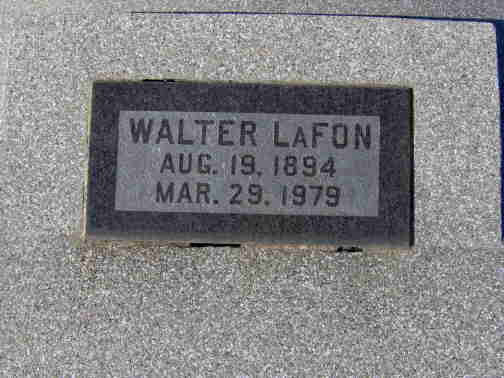 WALTER LAFON
AUG. 19, 1894
MAR. 29, 1979